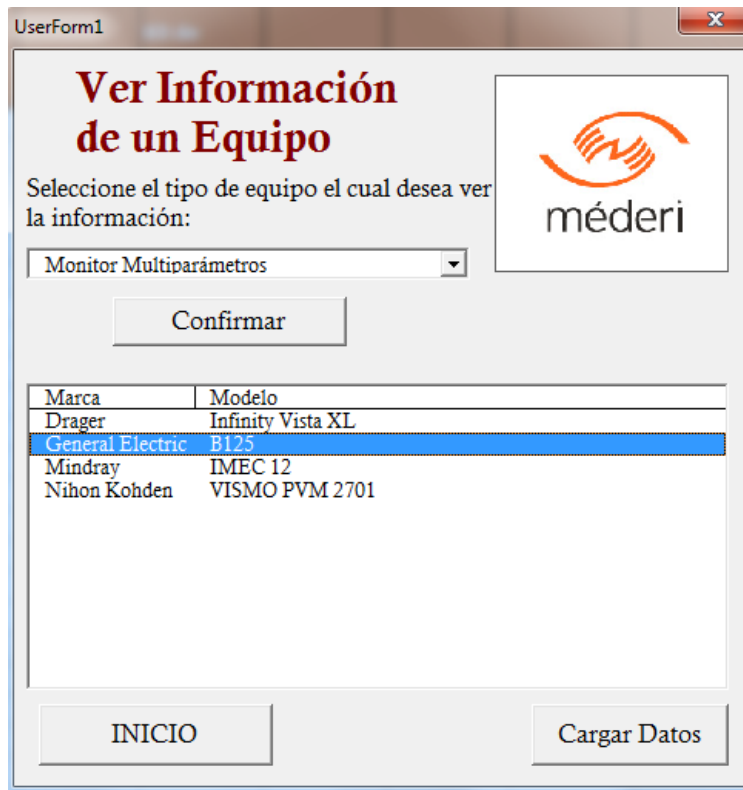 UserForm1
Ver Información
de un Equipo
Seleccione el tipo de equipo el cual desea ver
la información:
méderi
Monitor Multiparámetros
Confirmar
Marca Modelo
Drager Infinity Vista XL
General Electric B125
Mindray IMEC 12
Nihon Kohden VISMO PVM 2701
INICIO
Cargar Datos